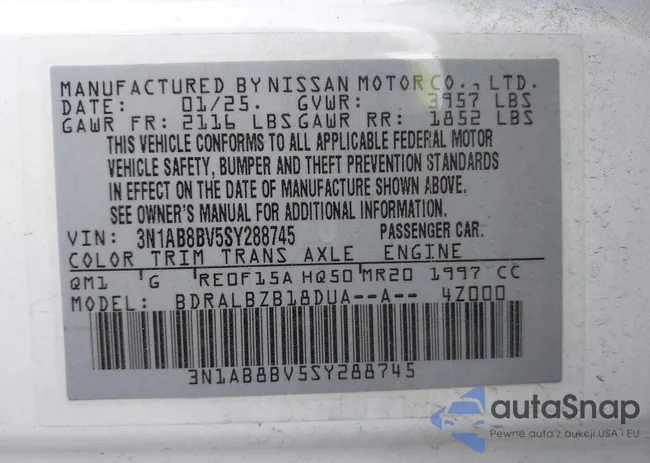 MANUFACTURED BY NISSAN MOTOR CO., LTD.
DATE: 01/25. GVWR: 3957 LBS
GAWR FR: 2116 LBS GAWR RR: 1852 LBS
THIS VEHICLE CONFORMS TO ALL APPLICABLE FEDERAL MOTOR
VEHICLE SAFETY, BUMPER AND THEFT PREVENTION STANDARDS
IN EFFECT ON THE DATE OF MANUFACTURE SHOWN ABOVE.
SEE OWNER'S MANUAL FOR ADDITIONAL INFORMATION.
VIN: 3N1AB8BV5SY288745 PASSENGER CAR.
COLOR TRIM TRANS AXLE ENGINE
QM1 G RE0F15A HQ50 MR20 1997 CC
MODEL: BDRALBZB18DUA--A-- 4Z000
3N1AB8BV5SY288745
autaSnap
Pewne auta z aukcji USA i EU